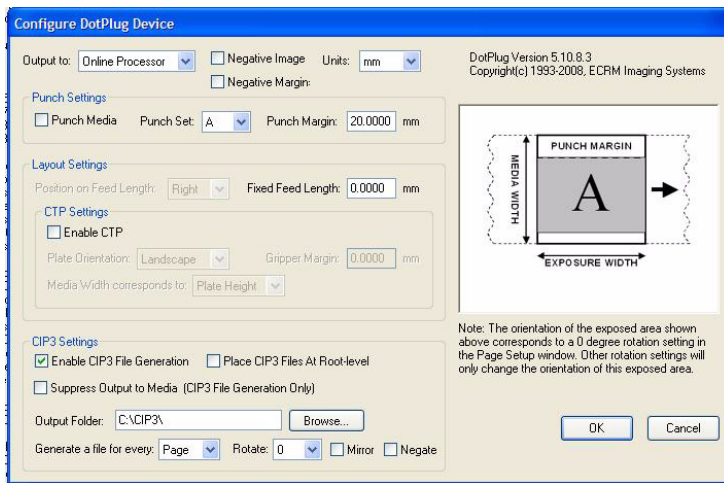 Configure DotPlug Device
Output to: Online Processor Negative Image Units: mm
Negative Margin:
DotPlug Version 5.10.8.3
Copyright(c) 1993-2008, ECRM Imaging Systems
Punch Settings
Punch Media Punch Set: A Punch Margin: 20.0000 mm
Layout Settings
Position on Feed Length: Right Fixed Feed Length: 0.0000 mm
CTP Settings
Enable CTP
Plate Orientation: Landscape Gripper Margin: 0.0000 mm
Media Width corresponds to: Plate Height
PUNCH MARGIN
MEDIA WIDTH
A
EXPOSURE WIDTH
Note: The orientation of the exposed area shown
above corresponds to a 0 degree rotation setting in
the Page Setup window. Other rotation settings will
only change the orientation of this exposed area.
CIP3 Settings
Enable CIP3 File Generation Place CIP3 Files At Root-level
Suppress Output to Media (CIP3 File Generation Only)
Output Folder: C:\CIP3\ Browse...
Generate a file for every: Page Rotate: 0 Mirror Negate
OK Cancel